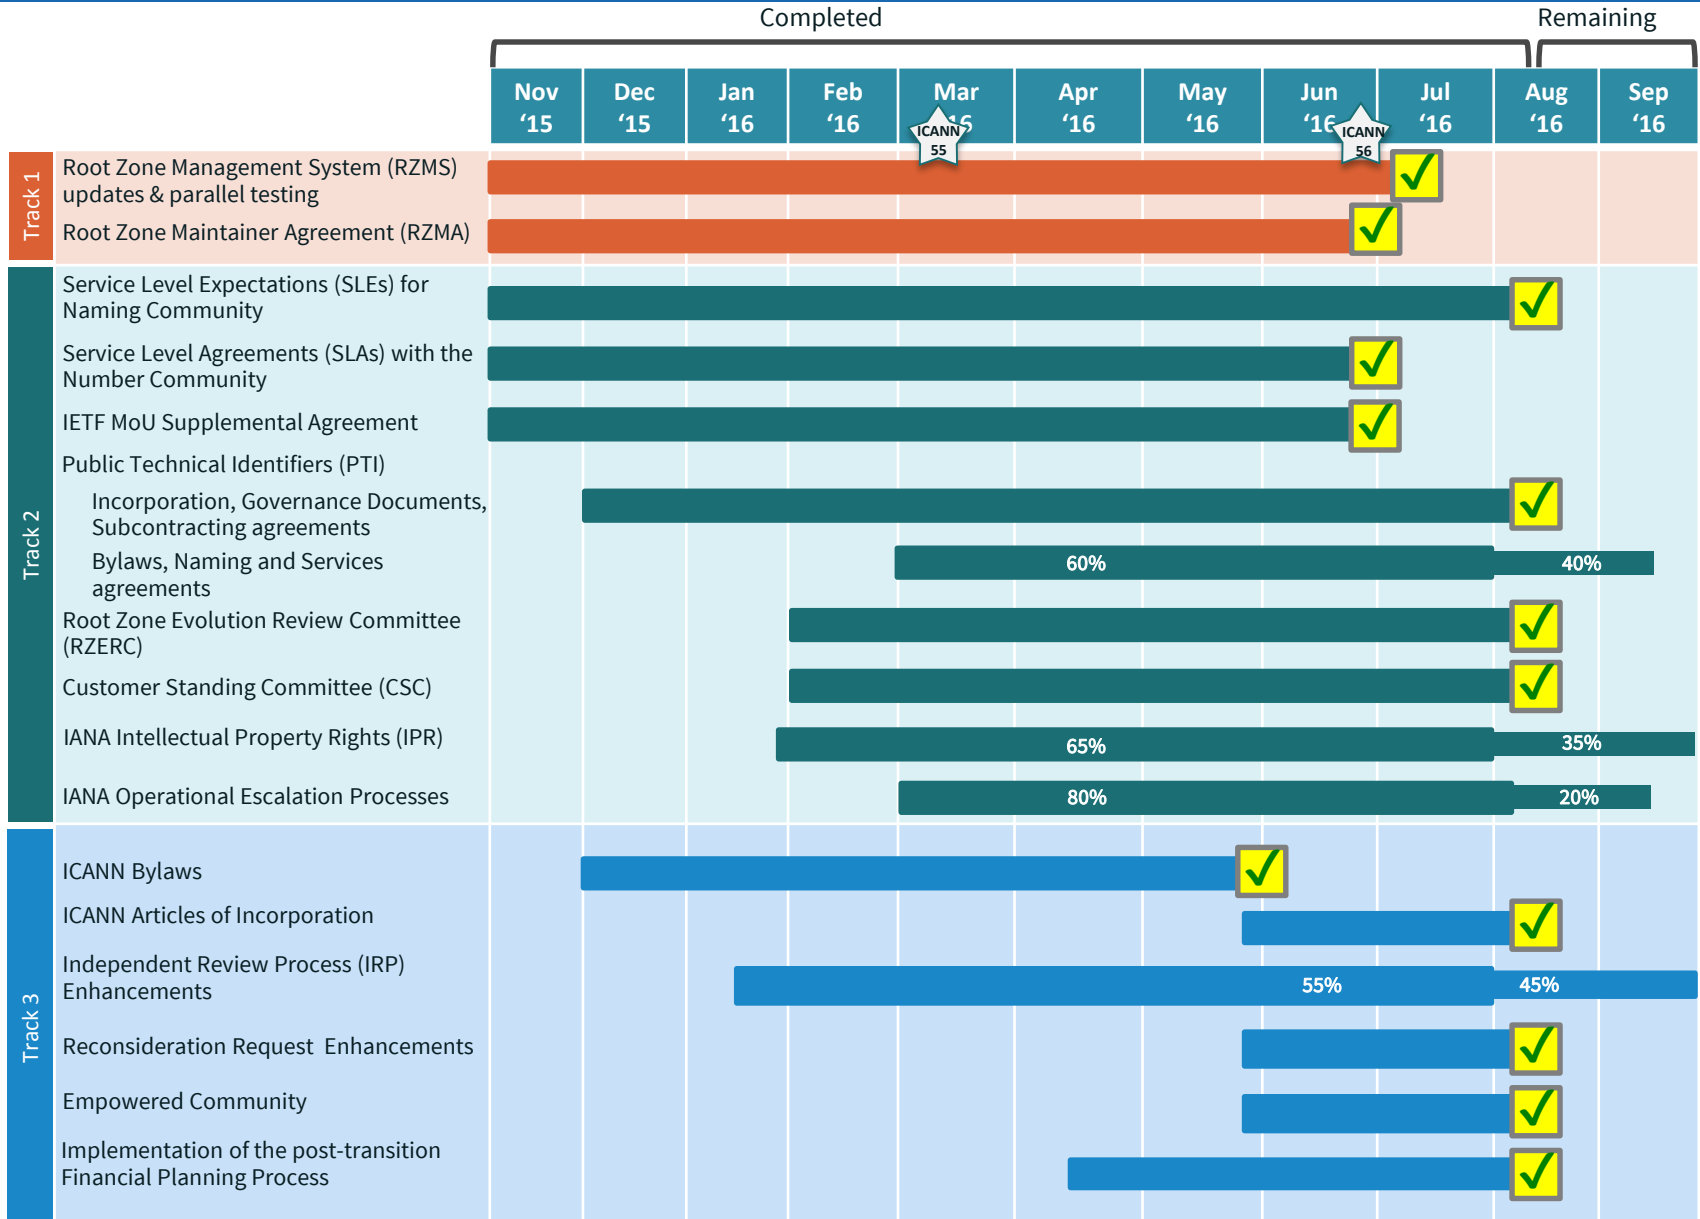 Completed
Remaining
Nov '15
Dec '15
Jan '16
Feb '16
Mar 16
Apr '16
May '16
Jun '16
Jul '16
Aug '16
Sep '16
ICANN
55
ICANN
56
Track 1
Root Zone Management System (RZMS)
updates & parallel testing
Root Zone Maintainer Agreement (RZMA)
Track 2
Service Level Expectations (SLEs) for
Naming Community
Service Level Agreements (SLAs) with the
Number Community
IETF MoU Supplemental Agreement
Public Technical Identifiers (PTI)
Incorporation, Governance Documents,
Subcontracting agreements
Bylaws, Naming and Services
agreements
60%
40%
Root Zone Evolution Review Committee
(RZERC)
Customer Standing Committee (CSC)
IANA Intellectual Property Rights (IPR)
65%
35%
IANA Operational Escalation Processes
80%
20%
Track 3
ICANN Bylaws
ICANN Articles of Incorporation
Independent Review Process (IRP)
Enhancements
55%
45%
Reconsideration Request Enhancements
Empowered Community
Implementation of the post-transition
Financial Planning Process